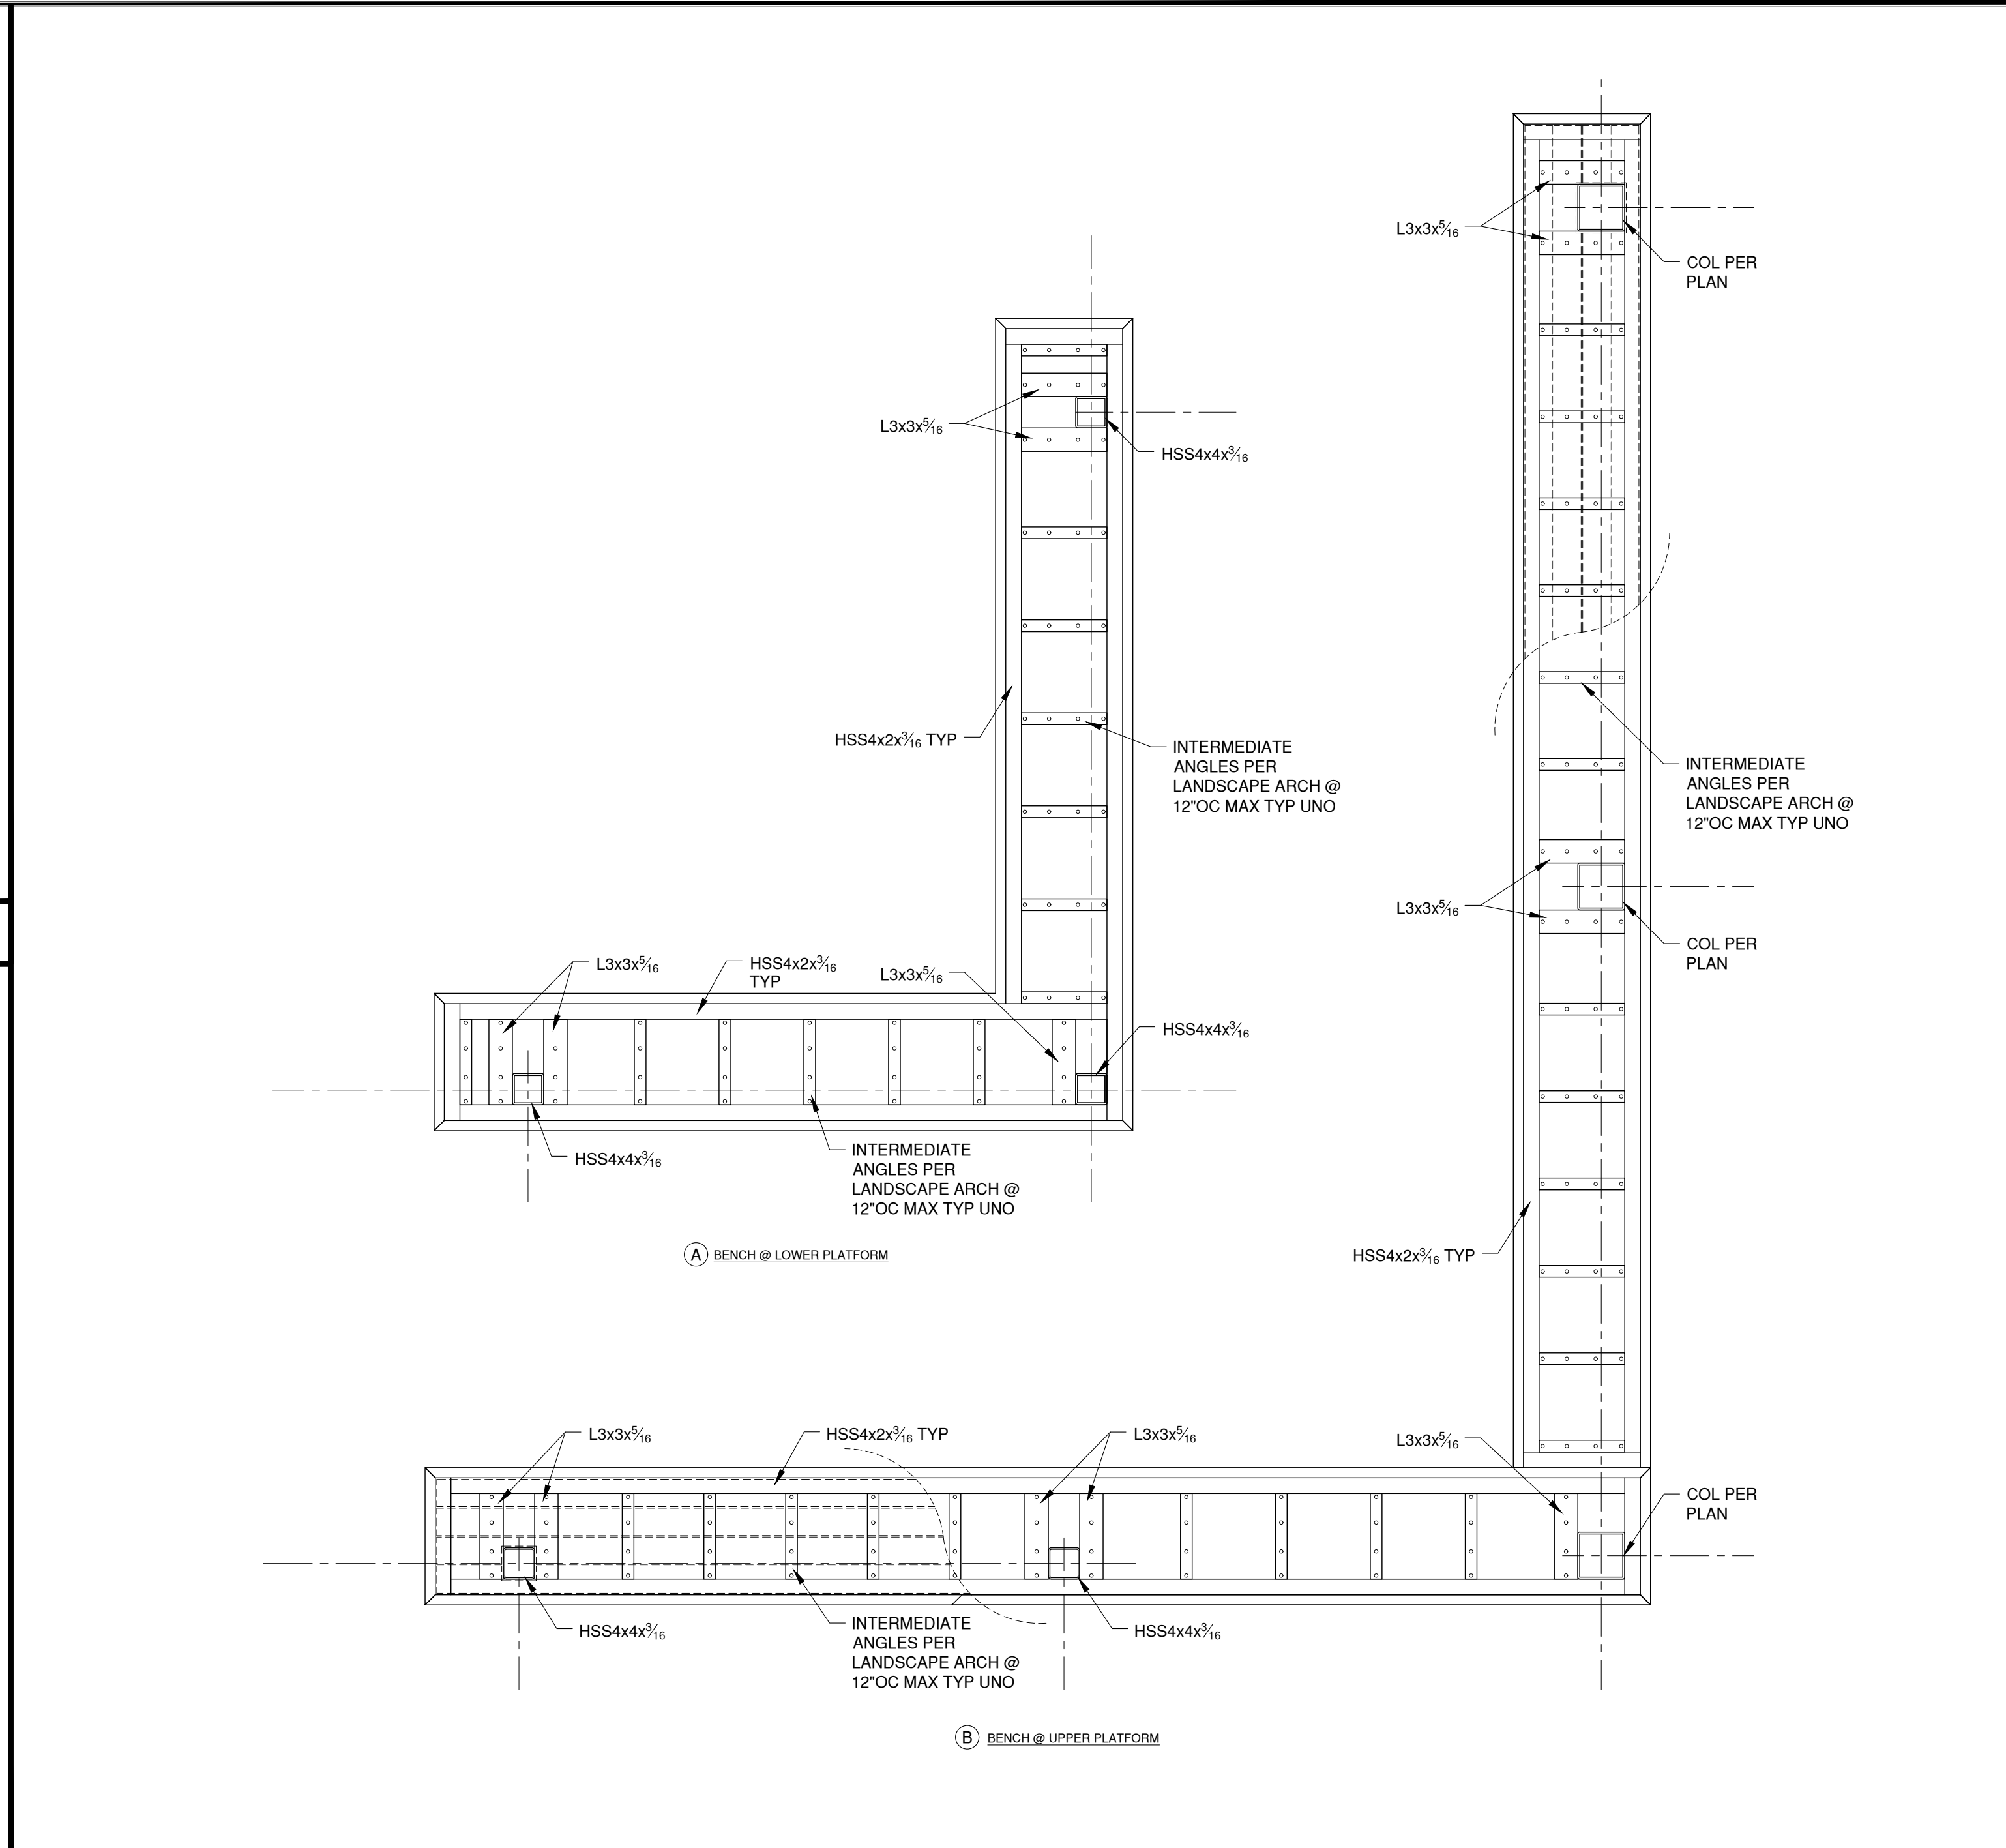 L3x3x5/16
COL PER
PLAN
L3x3x5/16
HSS4x4x3/16
HSS4x2x3/16 TYP
INTERMEDIATE
ANGLES PER
LANDSCAPE ARCH @
12"OC MAX TYP UNO
INTERMEDIATE
ANGLES PER
LANDSCAPE ARCH @
12"OC MAX TYP UNO
L3x3x5/16
COL PER
PLAN
L3x3x5/16
HSS4x2x3/16
TYP
L3x3x5/16
HSS4x4x3/16
HSS4x4x3/16
INTERMEDIATE
ANGLES PER
LANDSCAPE ARCH @
12"OC MAX TYP UNO
A BENCH @ LOWER PLATFORM
HSS4x2x3/16 TYP
L3x3x5/16
HSS4x2x3/16 TYP
L3x3x5/16
L3x3x5/16
COL PER
PLAN
HSS4x4x3/16
INTERMEDIATE
ANGLES PER
LANDSCAPE ARCH @
12"OC MAX TYP UNO
HSS4x4x3/16
B BENCH @ UPPER PLATFORM